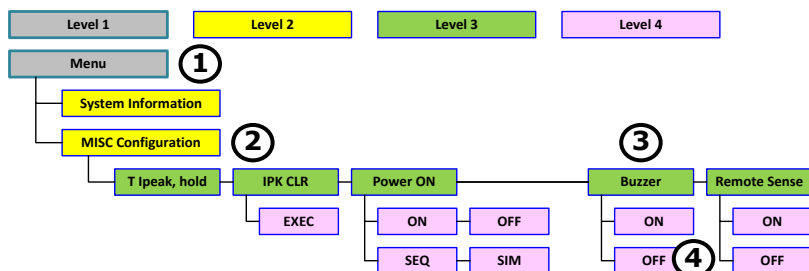 Level 1 Level 2 Level 3 Level 4
Menu 1
System Information
MISC Configuration 2 3
T Ipeak, hold IPK CLR Power ON Buzzer Remote Sense
EXEC ON OFF ON ON
SEQ SIM OFF 4 OFF